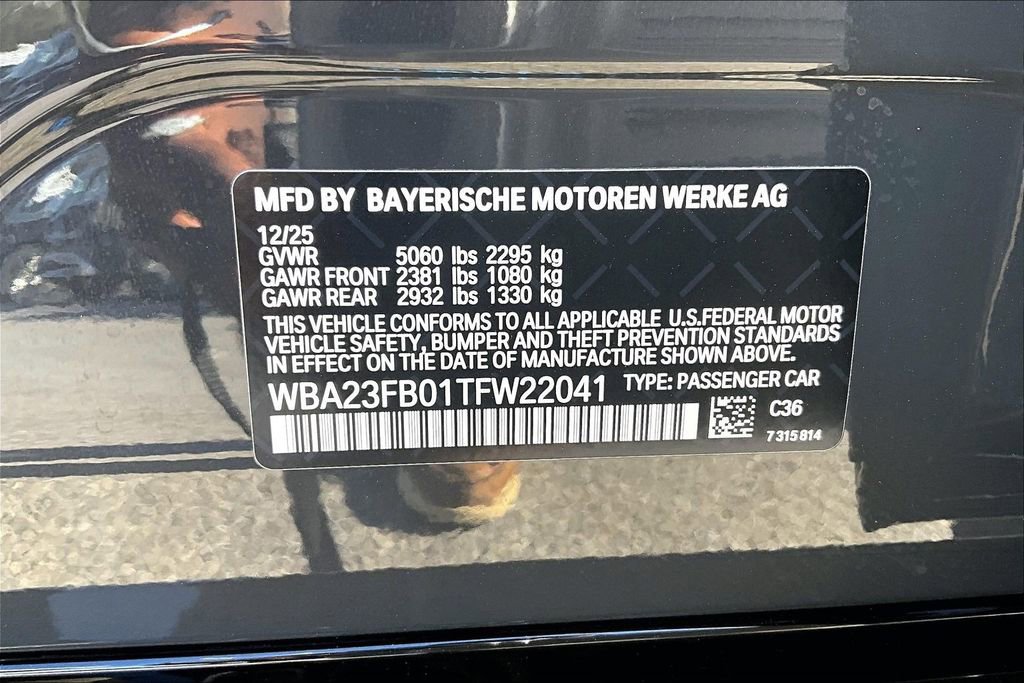 MFD BY BAYERISCHE MOTOREN WERKE AG
12/25
GVWR 5060 lbs 2295 kg
GAWR FRONT 2381 lbs 1080 kg
GAWR REAR 2932 lbs 1330 kg
THIS VEHICLE CONFORMS TO ALL APPLICABLE U.S.FEDERAL MOTOR
VEHICLE SAFETY, BUMPER AND THEFT PREVENTION STANDARDS
IN EFFECT ON THE DATE OF MANUFACTURE SHOWN ABOVE.
WBA23FB01TFW22041 TYPE: PASSENGER CAR
C36
7315814